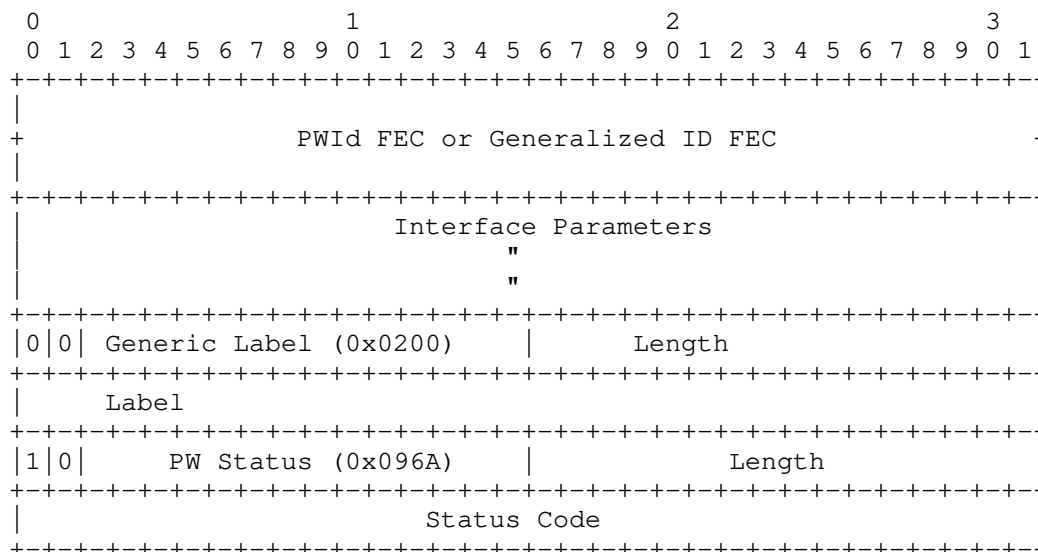 0                   1                   2                   3
 0 1 2 3 4 5 6 7 8 9 0 1 2 3 4 5 6 7 8 9 0 1 2 3 4 5 6 7 8 9 0 1
+-+-+-+-+-+-+-+-+-+-+-+-+-+-+-+-+-+-+-+-+-+-+-+-+-+-+-+-+-+-+-+-
|
+                 PWId FEC or Generalized ID FEC                -
|
+-+-+-+-+-+-+-+-+-+-+-+-+-+-+-+-+-+-+-+-+-+-+-+-+-+-+-+-+-+-+-+-
|                       Interface Parameters
|                              "
|                              "
+-+-+-+-+-+-+-+-+-+-+-+-+-+-+-+-+-+-+-+-+-+-+-+-+-+-+-+-+-+-+-+-
|0|0| Generic Label (0x0200)    |      Length
+-+-+-+-+-+-+-+-+-+-+-+-+-+-+-+-+-+-+-+-+-+-+-+-+-+-+-+-+-+-+-+-
|     Label
+-+-+-+-+-+-+-+-+-+-+-+-+-+-+-+-+-+-+-+-+-+-+-+-+-+-+-+-+-+-+-+-
|1|0|     PW Status (0x096A)    |            Length
+-+-+-+-+-+-+-+-+-+-+-+-+-+-+-+-+-+-+-+-+-+-+-+-+-+-+-+-+-+-+-+-
|                         Status Code
+-+-+-+-+-+-+-+-+-+-+-+-+-+-+-+-+-+-+-+-+-+-+-+-+-+-+-+-+-+-+-+-